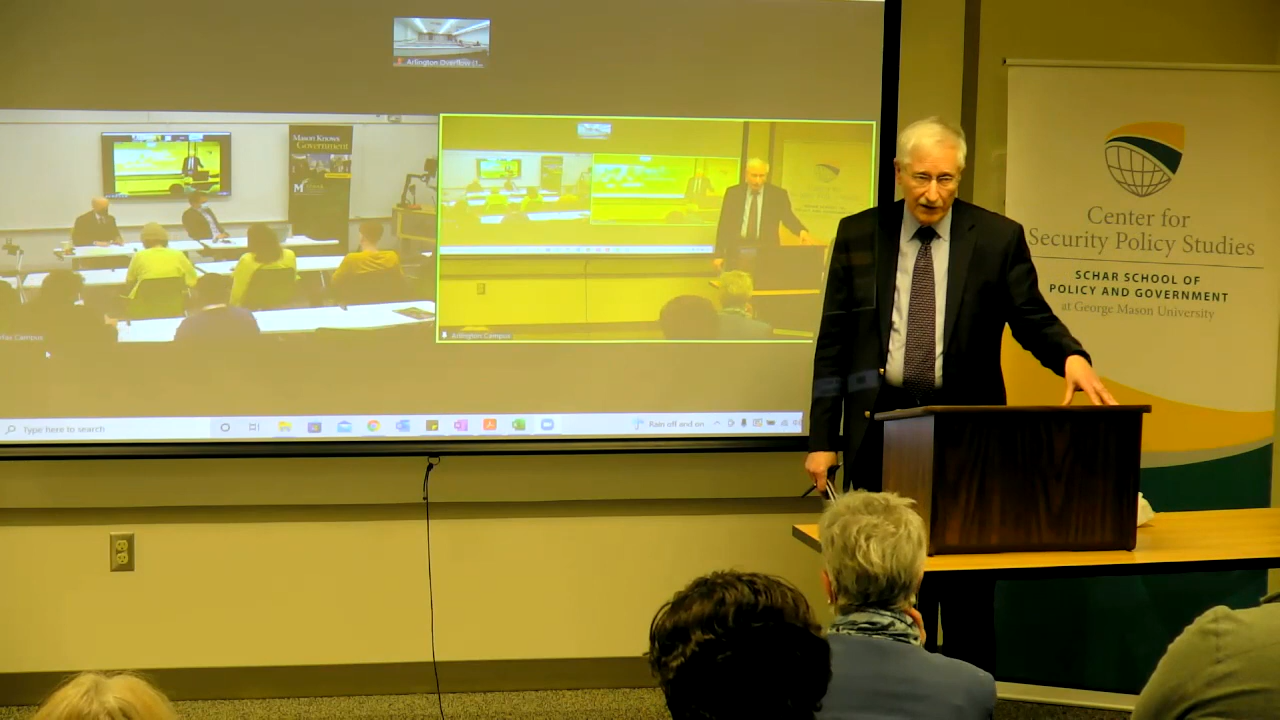 Arlington Overflow (1...
Mason Knows
Government
Arlington Campus
Type here to search
Rain off and on
Center for
Security Policy Studies
SCHAR SCHOOL OF
POLICY AND GOVERNMENT
at George Mason University